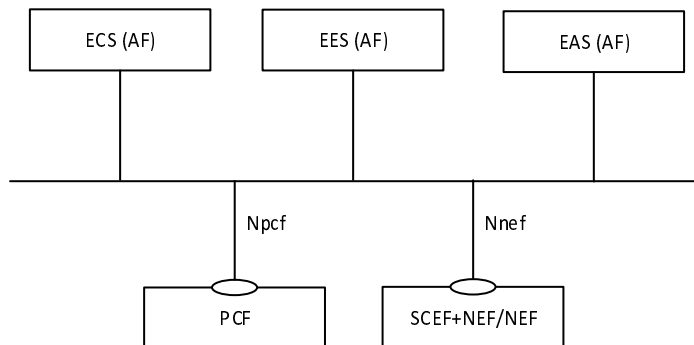 ECS (AF)
EES (AF)
EAS (AF)
Npcf
Nnef
PCF
SCEF+NEF/NEF